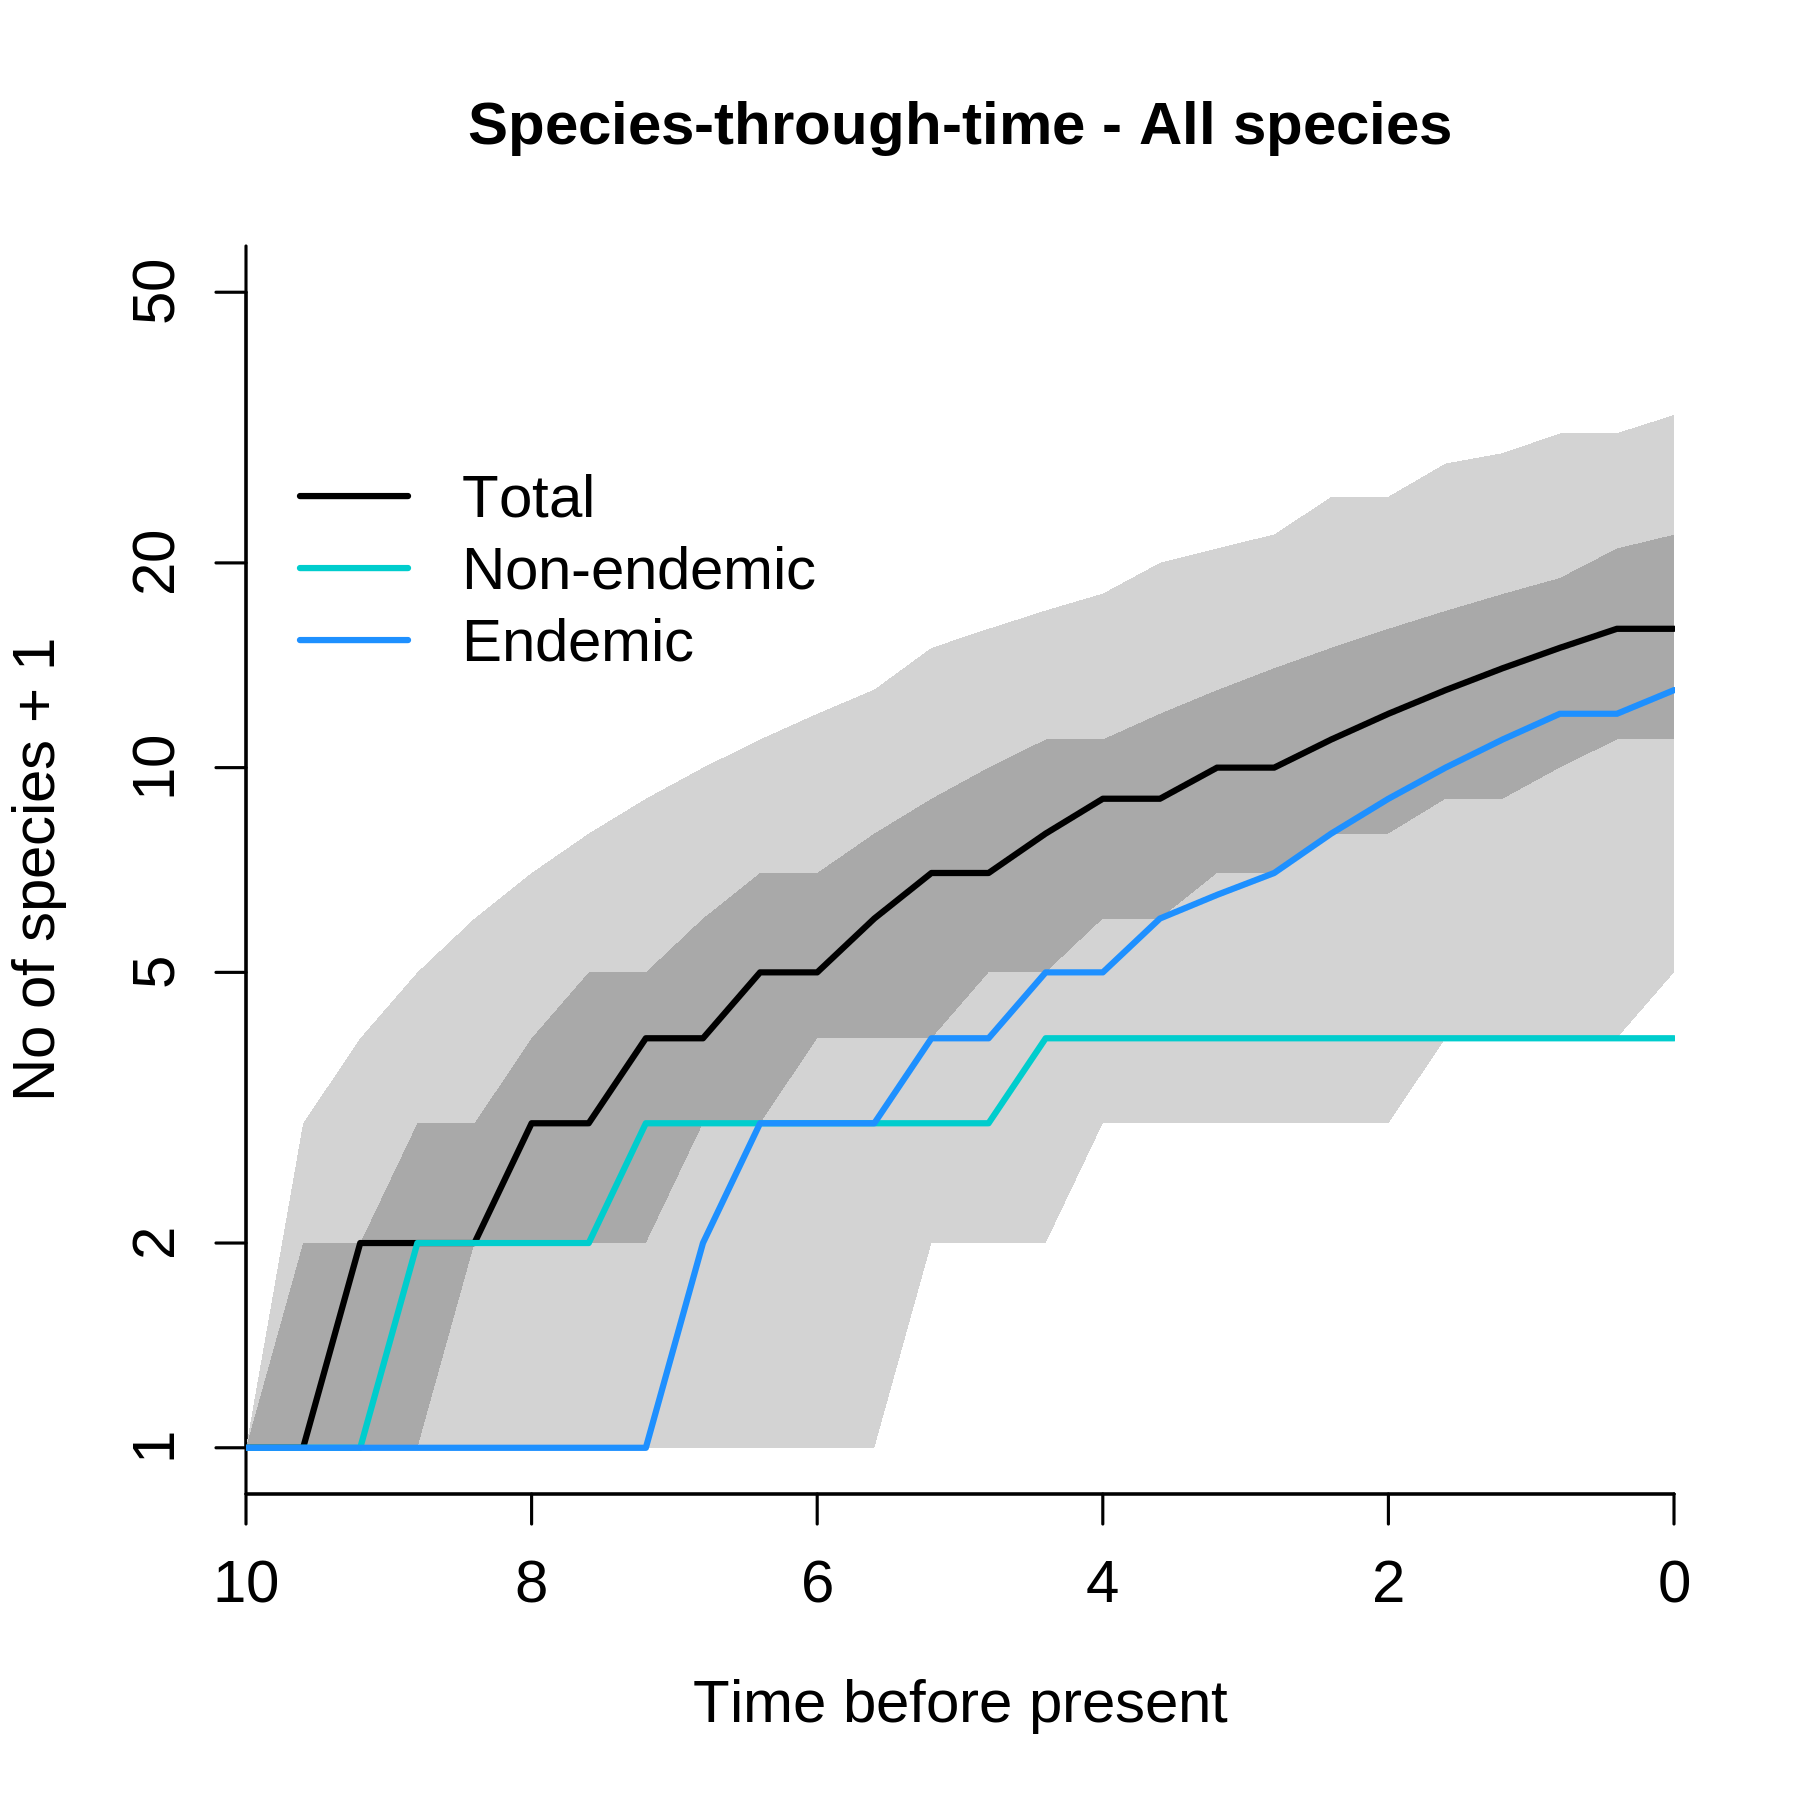 Species-through-time - All species
50
20
10
5
2
1
No of species + 1
Total
Non-endemic
Endemic
10 8 6 4 2 0
Time before present